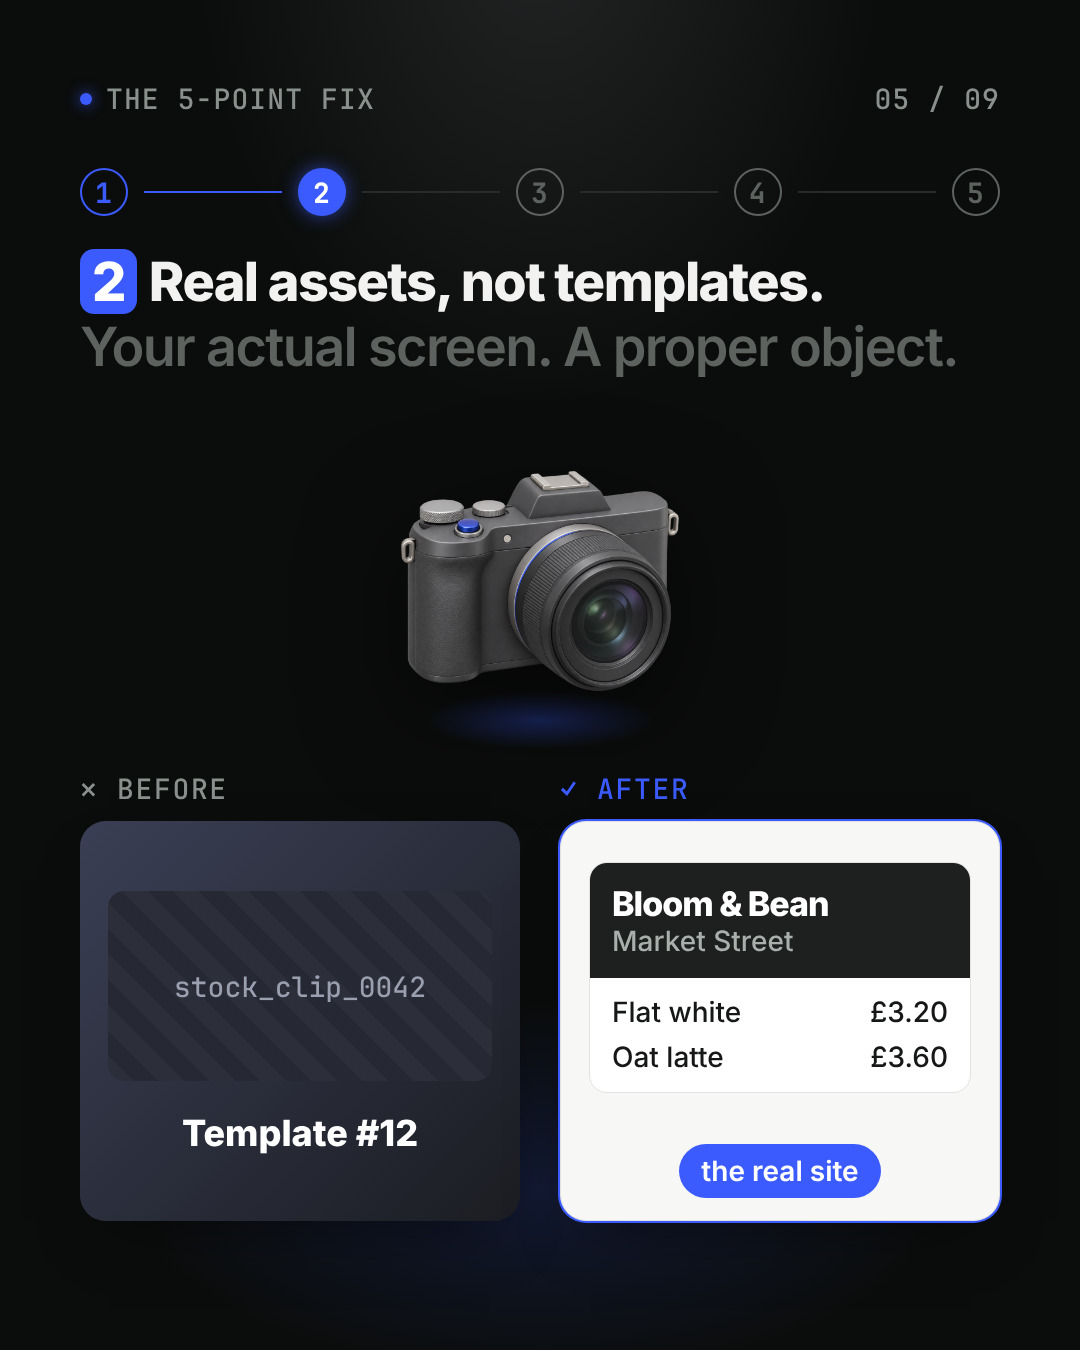 THE 5-POINT FIX
05 / 09
1 2 3 4 5
2 Real assets, not templates.
Your actual screen. A proper object.
× BEFORE
✓ AFTER
stock_clip_0042
Template #12
Bloom & Bean
Market Street
Flat white £3.20
Oat latte £3.60
the real site